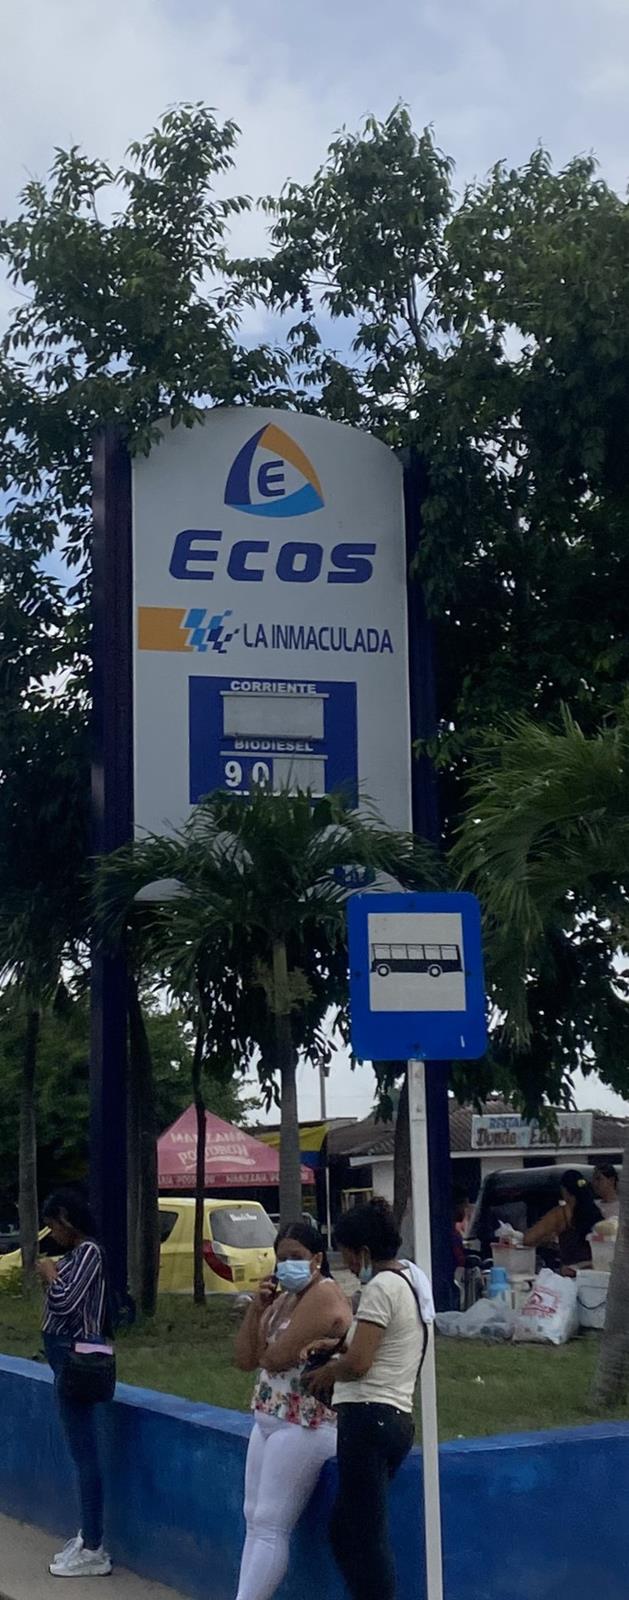 E
Ecos
LA INMACULADA
CORRIENTE
BIODIESEL
90
MANZANA
POSTOBON
Donde